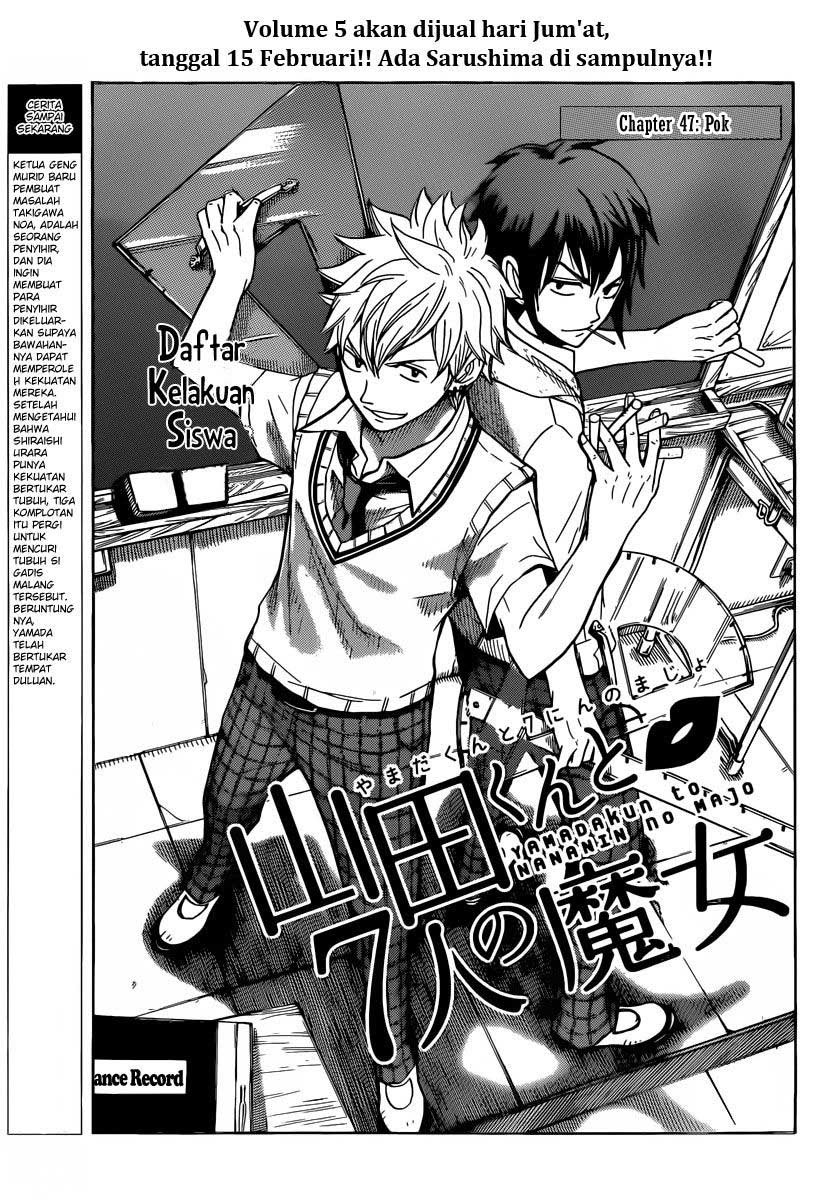 Volume 5 akan dijual hari Jum'at,
tanggal 15 Februari!! Ada Sarushima di sampulnya!!
CERITA
SAMPAI
SEKARANG
KETUA GENG
MURID BARU
PEMBUAT
MASALAH
TAKIGAWA
NOA, ADALAH
SEORANG
PENYIHIR,
DAN DIA
INGIN
MEMBUAT
PARA
PENYIHIR
DIKELUAR-
KAN SUPAYA
BAWAHAN-
NYA DAPAT
MEMPEROLE
H KEKUATAN
MEREKA.
SETELAH
MENGETAHUI
BAHWA
SHIRAISHI
URARA
PUNYA
KEKUATAN
BERTUKAR
TUBUH, TIGA
KOMPLOTAN
ITU PERGI
UNTUK
MENCURI
TUBUH SI
GADIS
MALANG
TERSEBUT.
BERUNTUNG
NYA,
YAMADA
TELAH
BERTUKAR
TEMPAT
DULUAN.
Chapter 47: Pok
Daftar
Kelakuan
Siswa
やまだくんと7にんのまじょ
山田くんと
YAMADAKUN to
NANANIN no MAJO
7人の魔女
ance Record